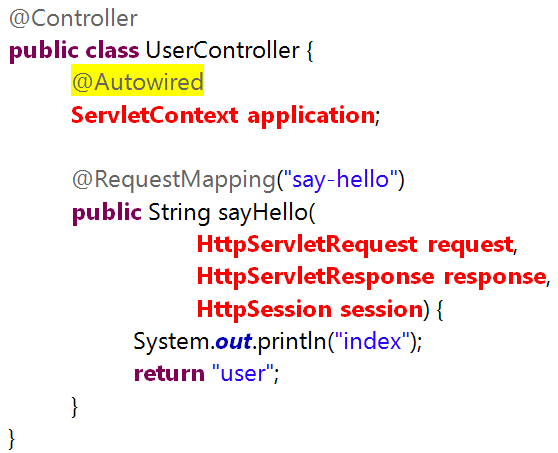 @Controller
public class UserController {
@Autowired
ServletContext application;
@RequestMapping("say-hello")
public String sayHello(
HttpServletRequest request,
HttpServletResponse response,
HttpSession session) {
System.out.println("index");
return "user";
}
}